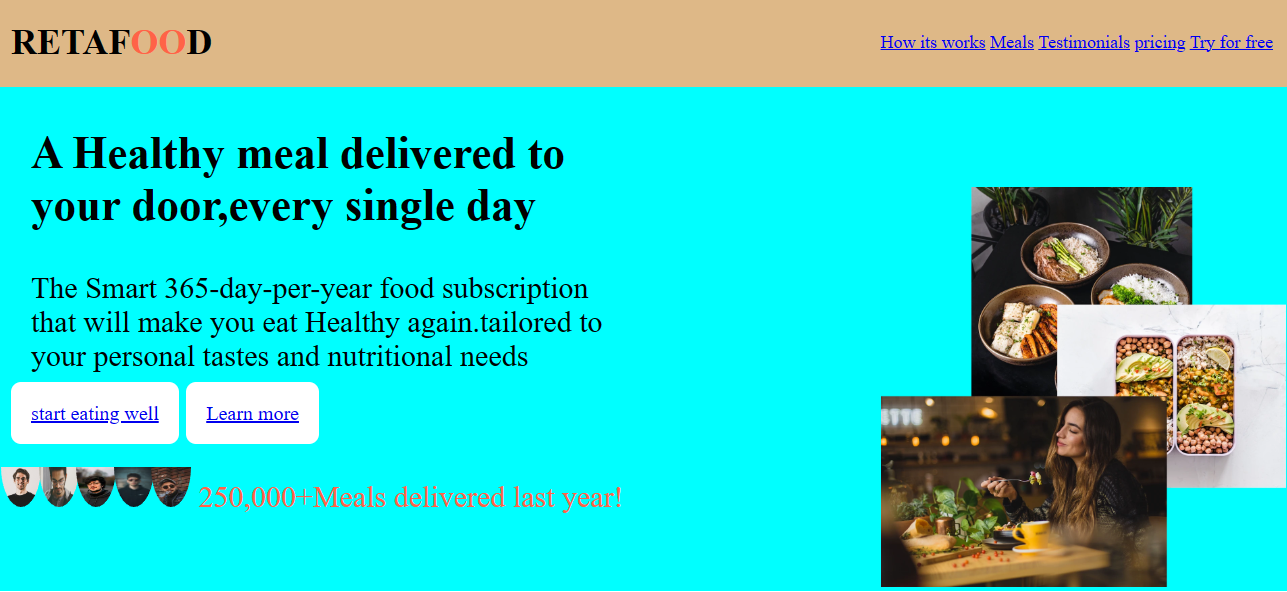 RETAFOOD
How its works Meals Testimonials pricing Try for free
A Healthy meal delivered to
your door,every single day
The Smart 365-day-per-year food subscription
that will make you eat Healthy again.tailored to
your personal tastes and nutritional needs
start eating well Learn more
250,000+Meals delivered last year!
ETTE